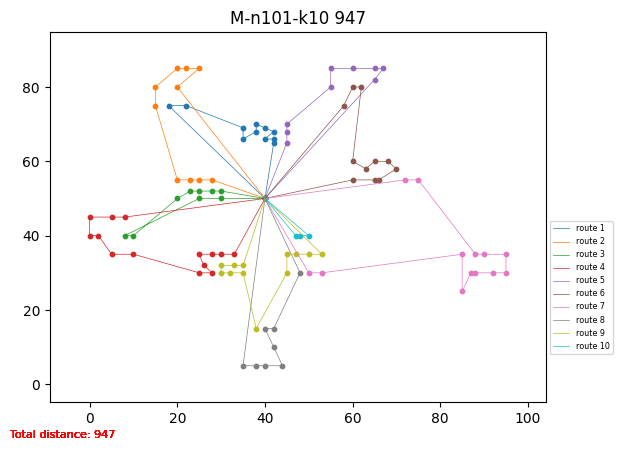 M-n101-k10 947
80
60
40
20
0
0 20 40 60 80 100
route 1
route 2
route 3
route 4
route 5
route 6
route 7
route 8
route 9
route 10
Total distance: 947